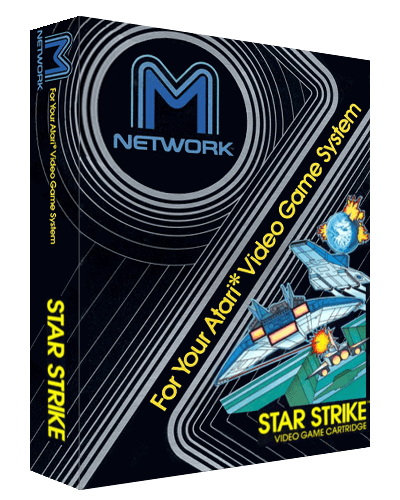 M
NETWORK
For Your Atari* Video Game System
STAR STRIKE
M
NETWORK
For Your Atari* Video Game System
STAR STRIKE™
VIDEO GAME CARTRIDGE